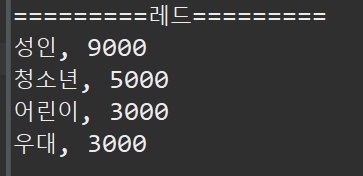 =========레드=========
성인, 9000
청소년, 5000
어린이, 3000
우대, 3000